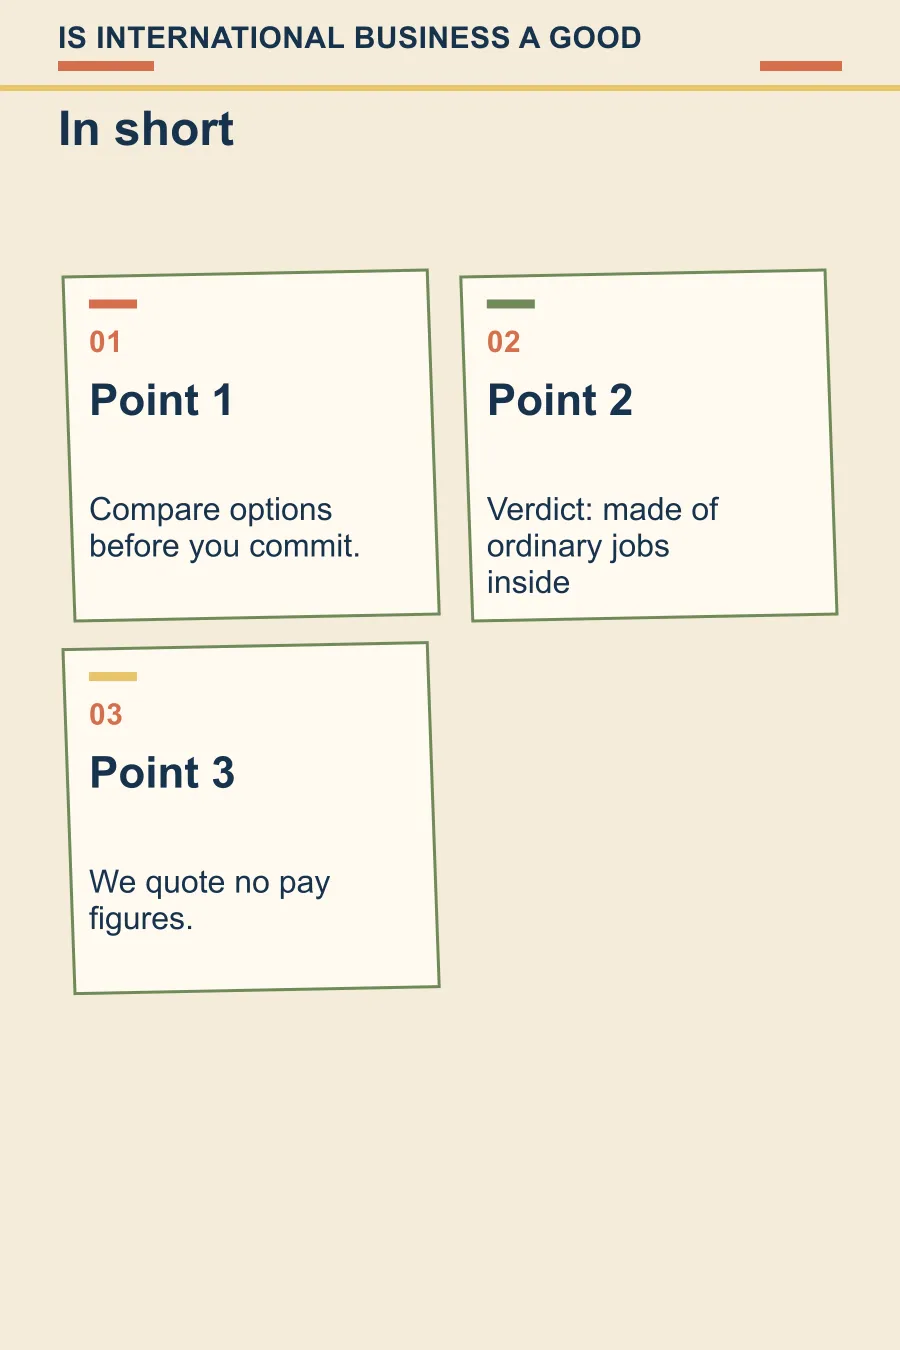 IS INTERNATIONAL BUSINESS A GOOD
In short
01
Point 1
Compare options
before you commit.
02
Point 2
Verdict: made of
ordinary jobs
inside
03
Point 3
We quote no pay
figures.